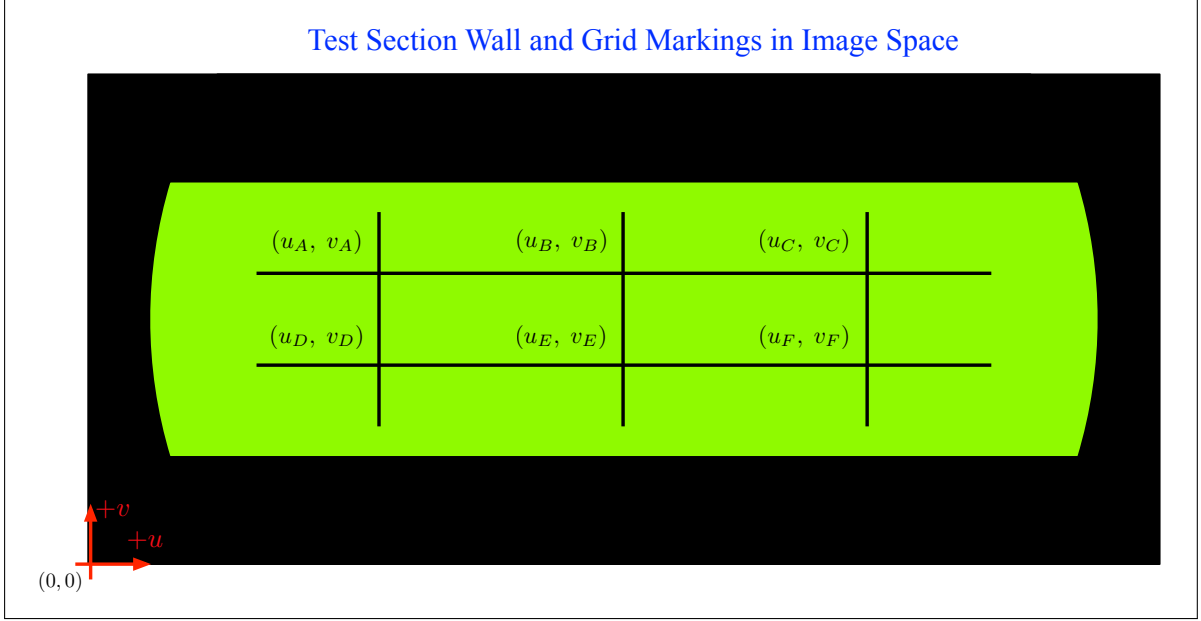 Test Section Wall and Grid Markings in Image Space
(u_A, v_A) (u_B, v_B) (u_C, v_C)
(u_D, v_D) (u_E, v_E) (u_F, v_F)
+v
+u
(0, 0)